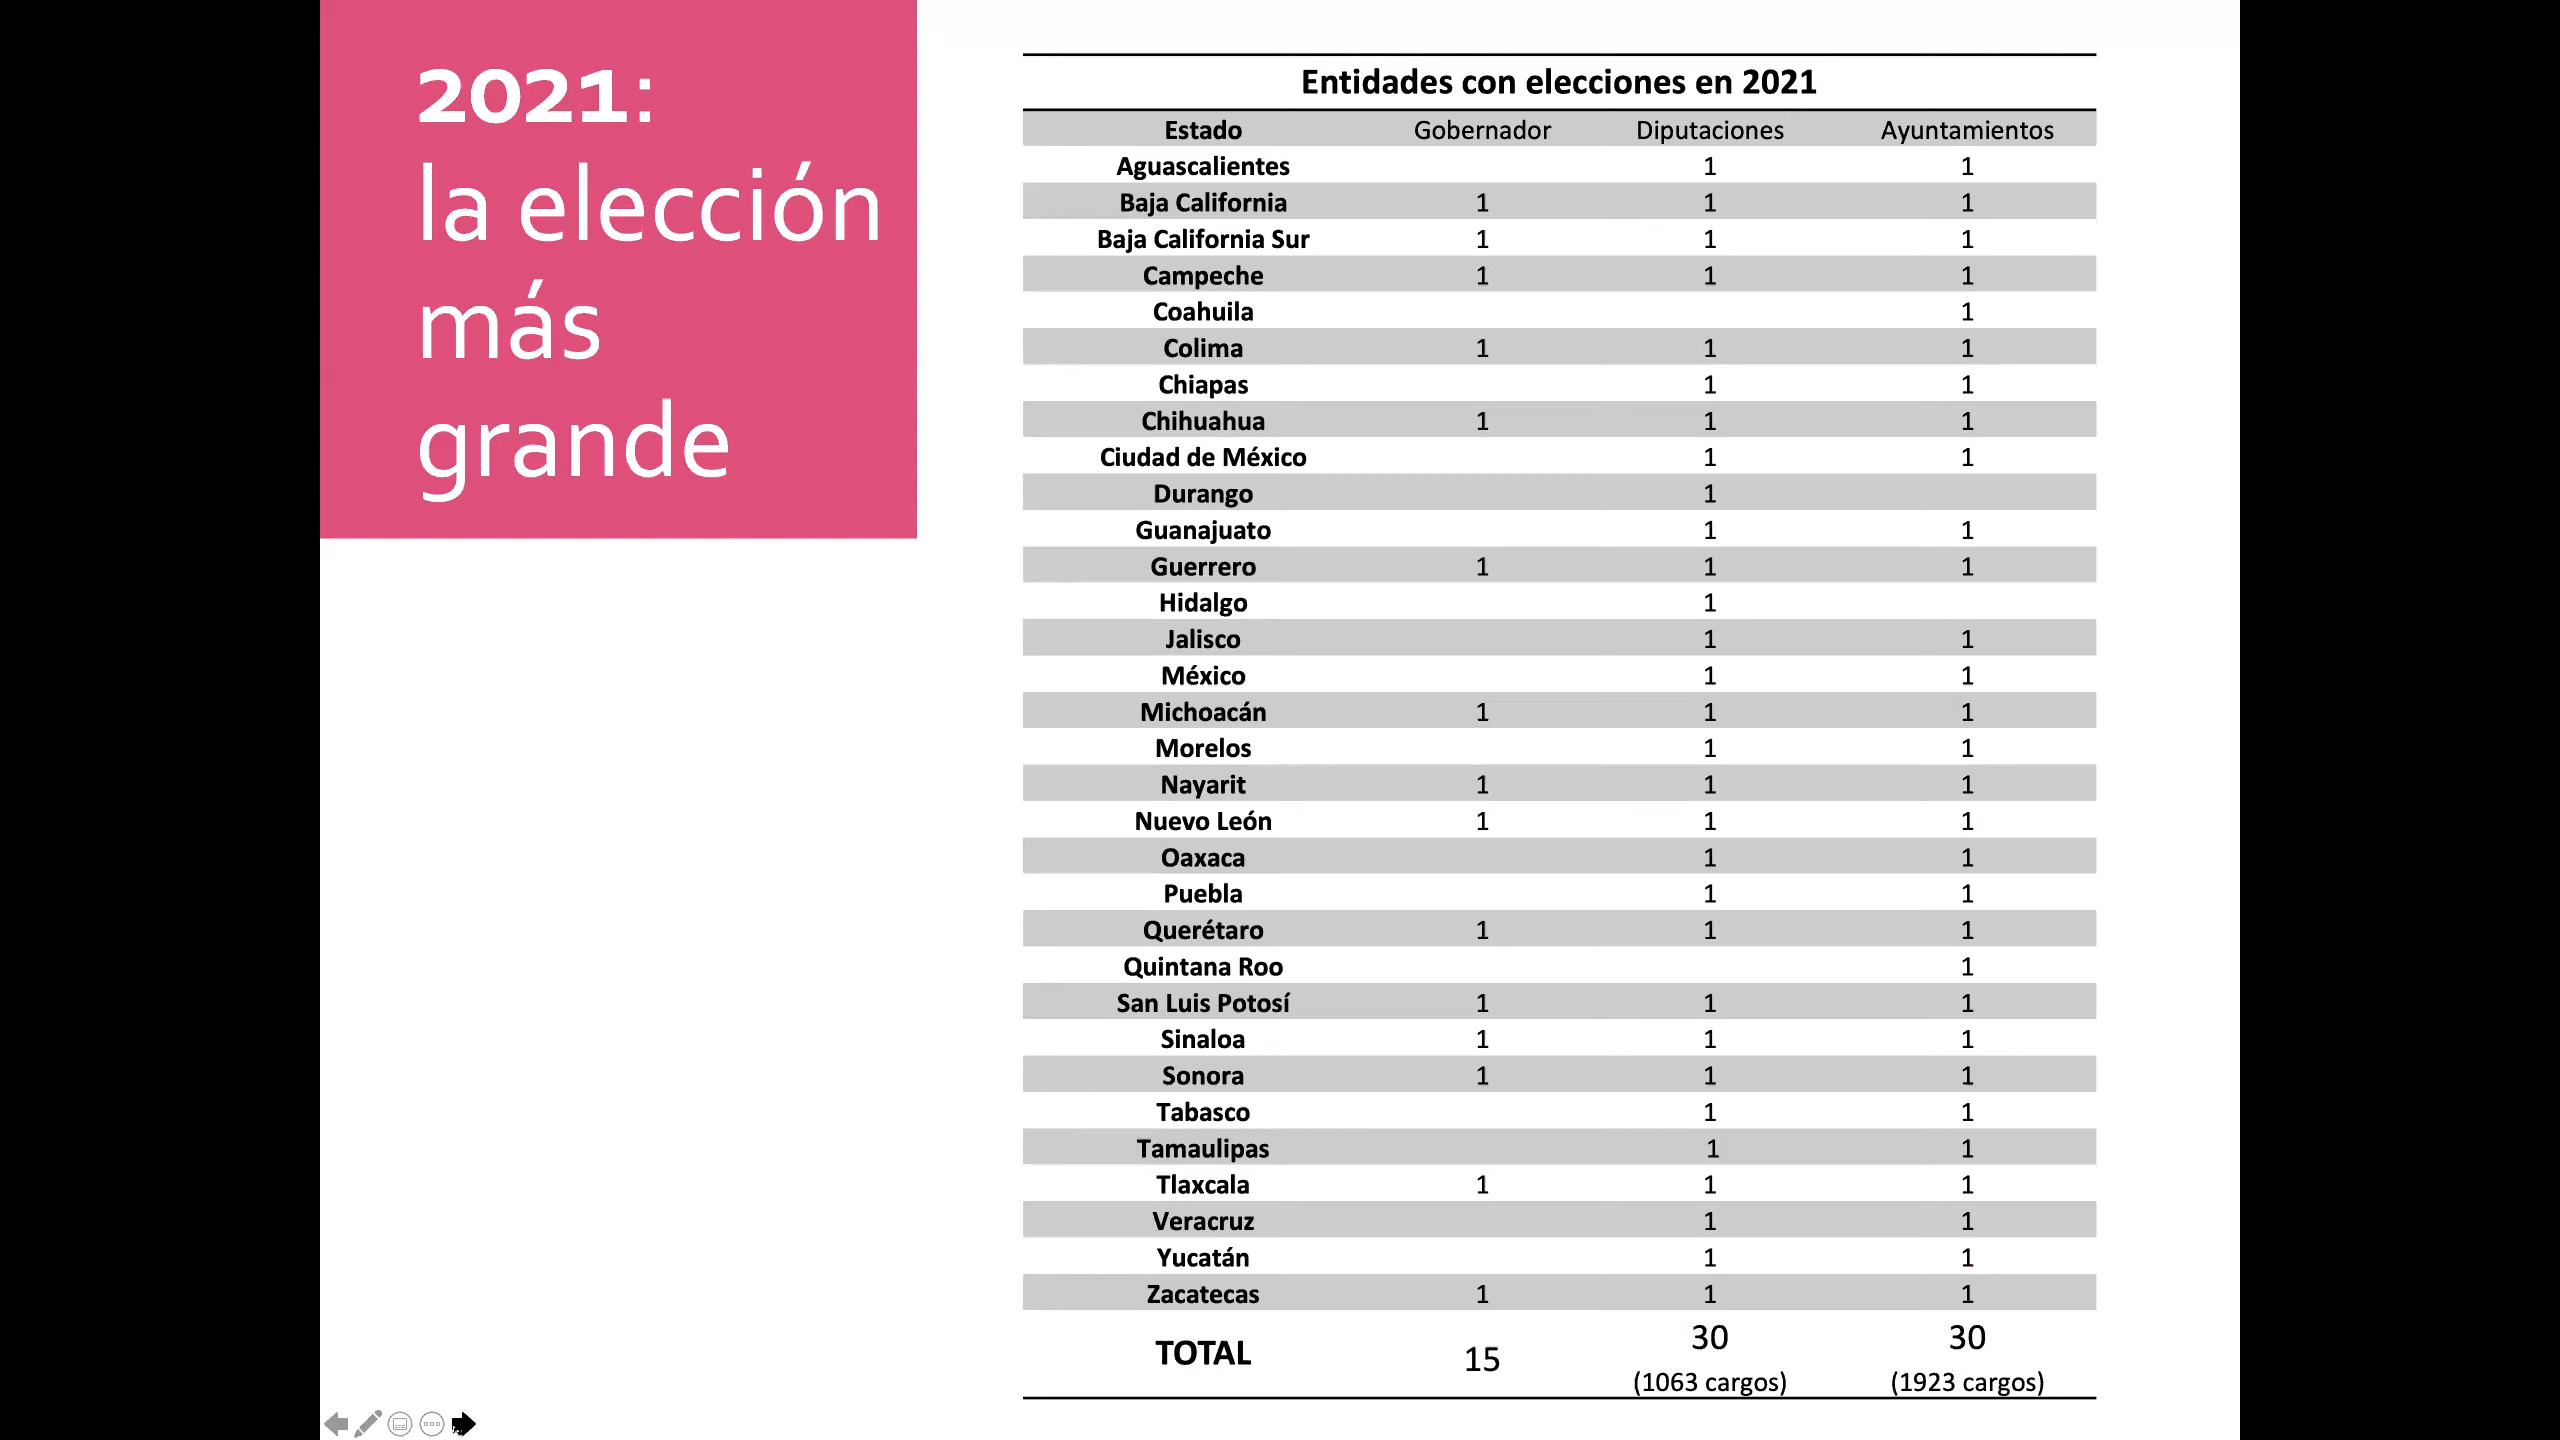 2021:
la elección
más
grande
Entidades con elecciones en 2021
Estado Gobernador Diputaciones Ayuntamientos
Aguascalientes 1 1
Baja California 1 1 1
Baja California Sur 1 1 1
Campeche 1 1 1
Coahuila 1
Colima 1 1 1
Chiapas 1 1
Chihuahua 1 1 1
Ciudad de México 1 1
Durango 1
Guanajuato 1 1
Guerrero 1 1 1
Hidalgo 1
Jalisco 1 1
México 1 1
Michoacán 1 1 1
Morelos 1 1
Nayarit 1 1 1
Nuevo León 1 1 1
Oaxaca 1 1
Puebla 1 1
Querétaro 1 1 1
Quintana Roo 1
San Luis Potosí 1 1 1
Sinaloa 1 1 1
Sonora 1 1 1
Tabasco 1 1
Tamaulipas 1 1
Tlaxcala 1 1 1
Veracruz 1 1
Yucatán 1 1
Zacatecas 1 1 1
TOTAL 15 30 30
(1063 cargos) (1923 cargos)